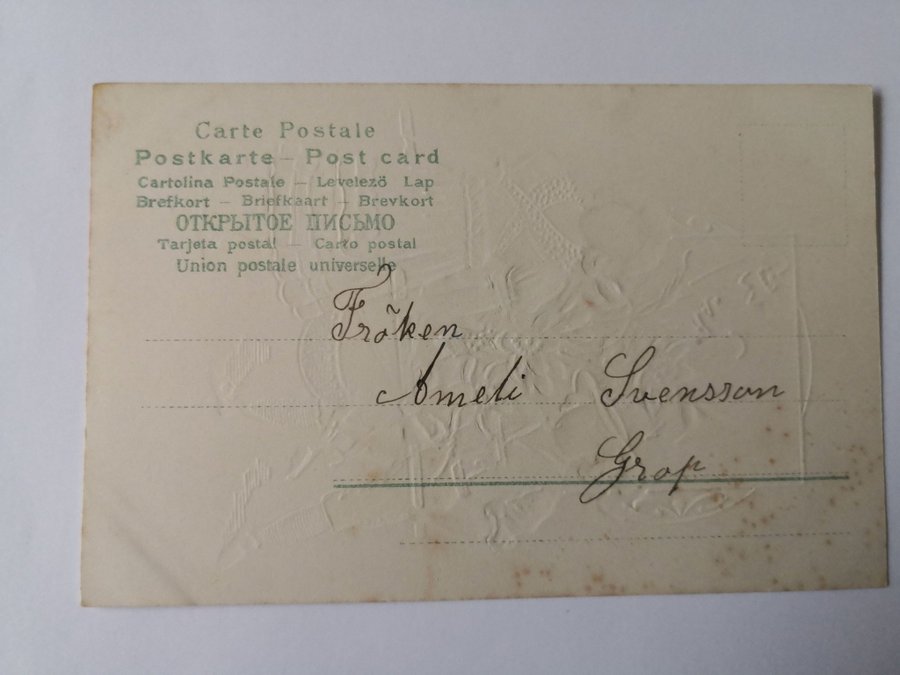 Carte Postale
Postkarte – Post card
Cartolina Postale – Levelező Lap
Brefkort – Briefkaart – Brevkort
ОТКРЫТОЕ ПИСЬМО
Tarjeta postal – Carto postal
Union postale universelle
Fröken
Ameli Svensson
Grop